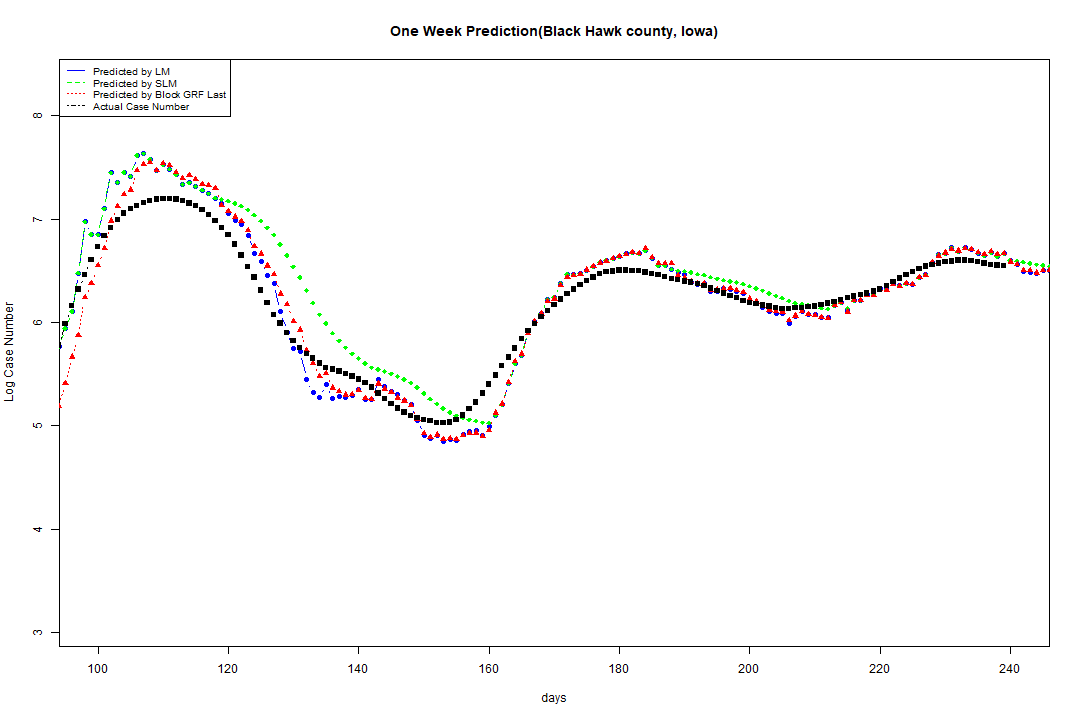 One Week Prediction(Black Hawk county, Iowa)
Predicted by LM
Predicted by SLM
Predicted by Block GRF Last
Actual Case Number
8
7
6
5
4
3
Log Case Number
100 120 140 160 180 200 220 240
days